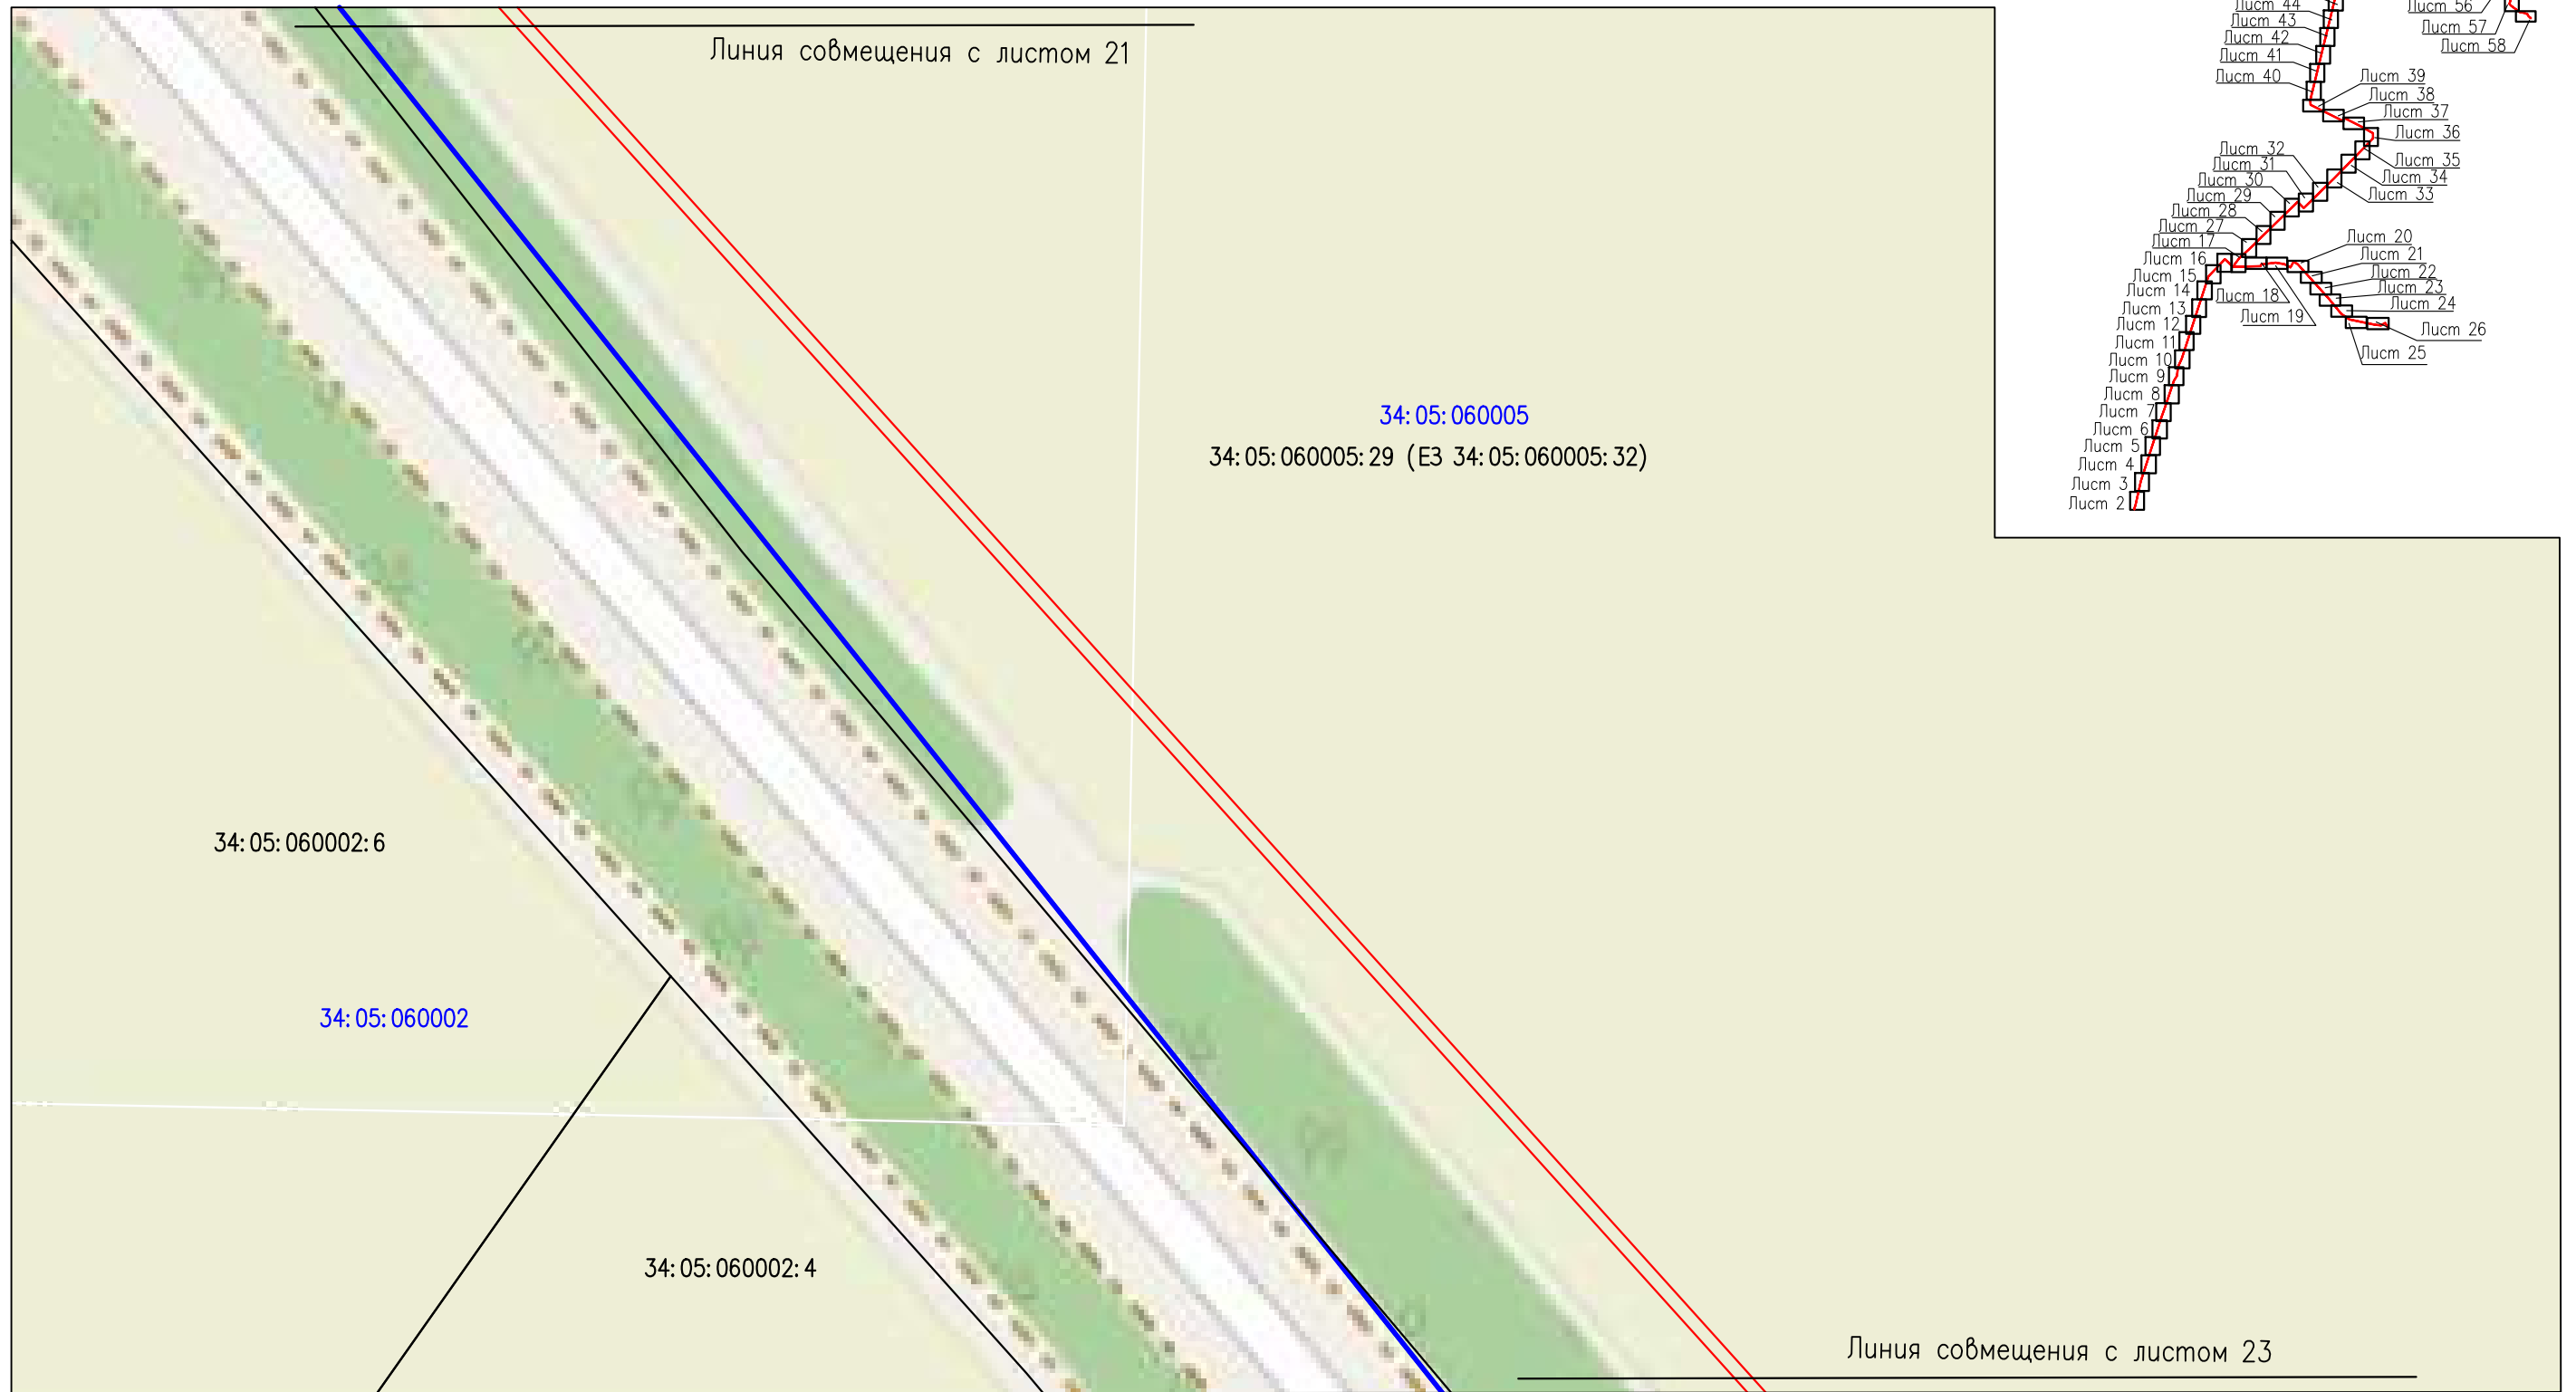 Линия совмещения с листом 21
34:05:060005
34:05:060005:29 (ЕЗ 34:05:060005:32)
34:05:060002:6
34:05:060002
34:05:060002:4
Линия совмещения с листом 23
Лист 44
Лист 43
Лист 42
Лист 41
Лист 40
Лист 56
Лист 57
Лист 58
Лист 39
Лист 38
Лист 37
Лист 36
Лист 35
Лист 34
Лист 33
Лист 32
Лист 31
Лист 30
Лист 29
Лист 28
Лист 27
Лист 17
Лист 16
Лист 15
Лист 14
Лист 13
Лист 12
Лист 11
Лист 10
Лист 9
Лист 8
Лист 7
Лист 6
Лист 5
Лист 4
Лист 3
Лист 2
Лист 18
Лист 19
Лист 20
Лист 21
Лист 22
Лист 23
Лист 24
Лист 26
Лист 25